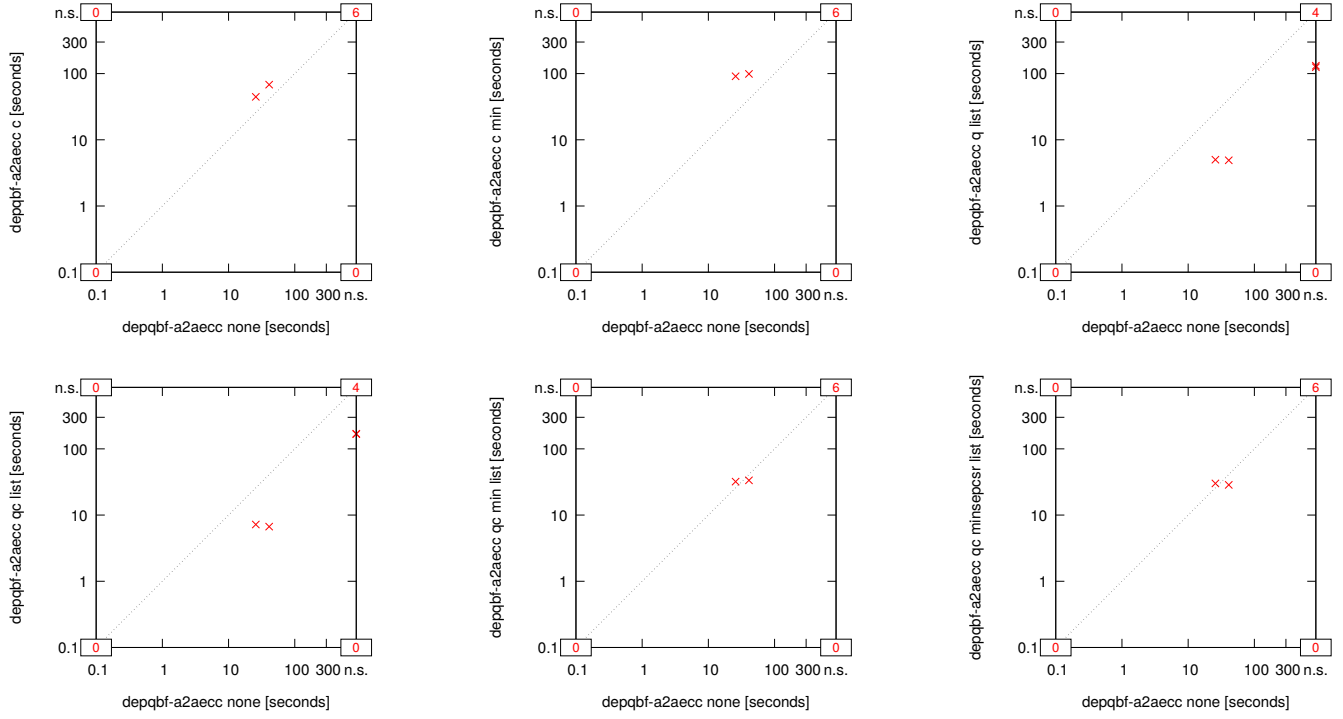 n.s. 0 6
300
100
10
1
0.1 0 0
0.1 1 10 100 300 n.s.
depqbf-a2aecc none [seconds]
depqbf-a2aecc c [seconds]
n.s. 0 6
300
100
10
1
0.1 0 0
0.1 1 10 100 300 n.s.
depqbf-a2aecc none [seconds]
depqbf-a2aecc c min [seconds]
n.s. 0 4
300
100
10
1
0.1 0 0
0.1 1 10 100 300 n.s.
depqbf-a2aecc none [seconds]
depqbf-a2aecc q list [seconds]
n.s. 0 4
300
100
10
1
0.1 0 0
0.1 1 10 100 300 n.s.
depqbf-a2aecc none [seconds]
depqbf-a2aecc qc list [seconds]
n.s. 0 6
300
100
10
1
0.1 0 0
0.1 1 10 100 300 n.s.
depqbf-a2aecc none [seconds]
depqbf-a2aecc qc min list [seconds]
n.s. 0 6
300
100
10
1
0.1 0 0
0.1 1 10 100 300 n.s.
depqbf-a2aecc none [seconds]
depqbf-a2aecc qc minsepcsr list [seconds]